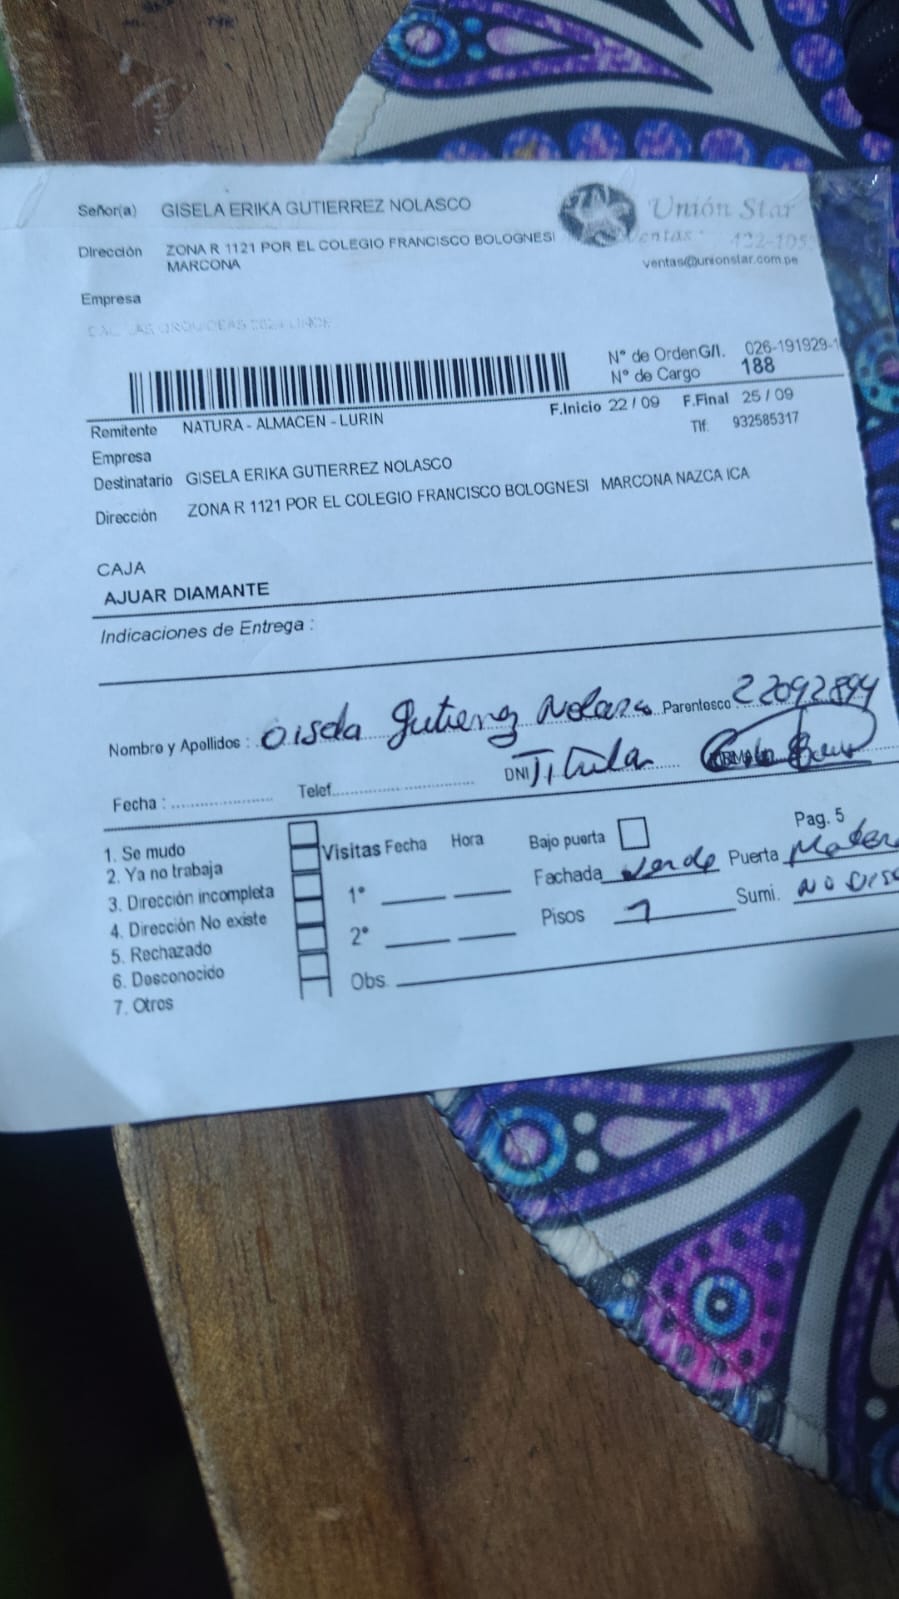 Señor(a) GISELA ERIKA GUTIERREZ NOLASCO
Unión Star
Dirección ZONA R 1121 POR EL COLEGIO FRANCISCO BOLOGNESI
MARCONA
Ventas:
ventas@unionstar.com.pe
Empresa
N° de Orden G/I. 026-191929-1
N° de Cargo 188
Remitente NATURA - ALMACEN - LURIN
F.Inicio 22 / 09 F.Final 25 / 09
Empresa
Tlf: 932585317
Destinatario GISELA ERIKA GUTIERREZ NOLASCO
Dirección ZONA R 1121 POR EL COLEGIO FRANCISCO BOLOGNESI MARCONA NAZCA ICA
CAJA
AJUAR DIAMANTE
Indicaciones de Entrega :
Nombre y Apellidos : Gisela Gutierrez Nolasco Parentesco 22092894
Fecha : Telef. DNI Titular
1. Se mudo
2. Ya no trabaja
3. Dirección incompleta
4. Dirección No existe
5. Rechazado
6. Desconocido
7. Otros
Visitas Fecha Hora
1°
2°
Obs.
Bajo puerta Pag. 5
Fachada Verde Puerta
Pisos 1 Sumi. NO